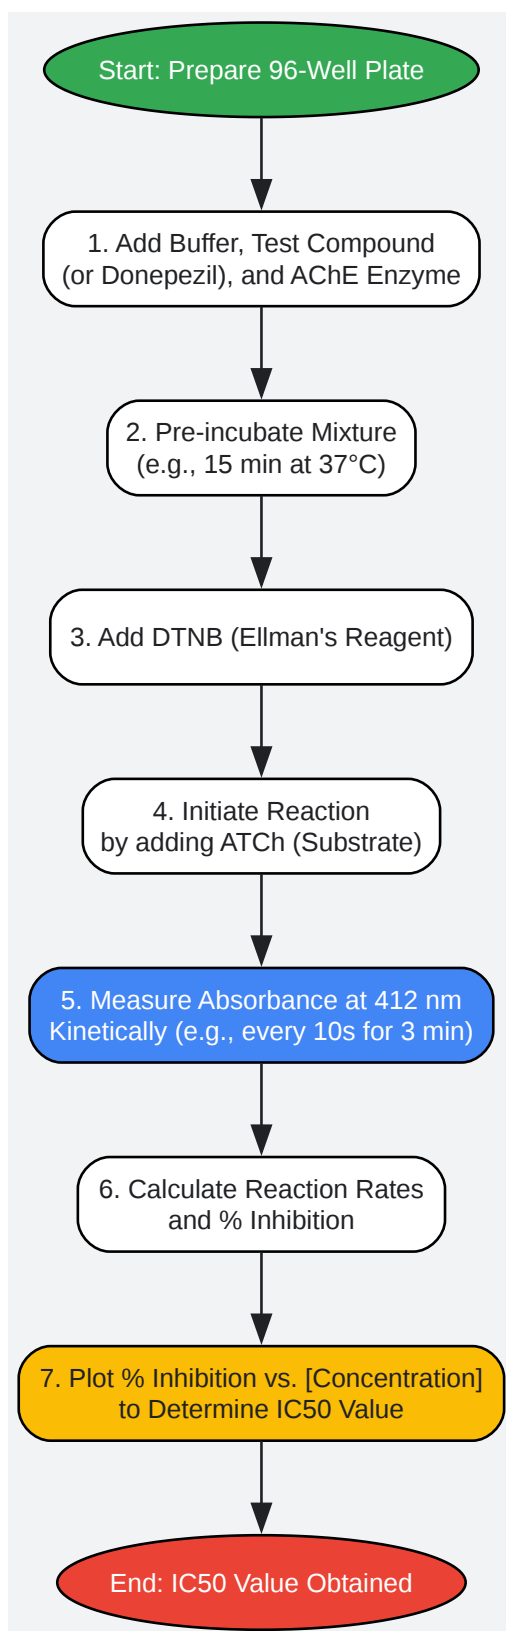 Start: Prepare 96-Well Plate
1. Add Buffer, Test Compound
(or Donepezil), and AChE Enzyme
2. Pre-incubate Mixture
(e.g., 15 min at 37°C)
3. Add DTNB (Ellman's Reagent)
4. Initiate Reaction
by adding ATCh (Substrate)
5. Measure Absorbance at 412 nm
Kinetically (e.g., every 10s for 3 min)
6. Calculate Reaction Rates
and % Inhibition
7. Plot % Inhibition vs. [Concentration]
to Determine IC50 Value
End: IC50 Value Obtained